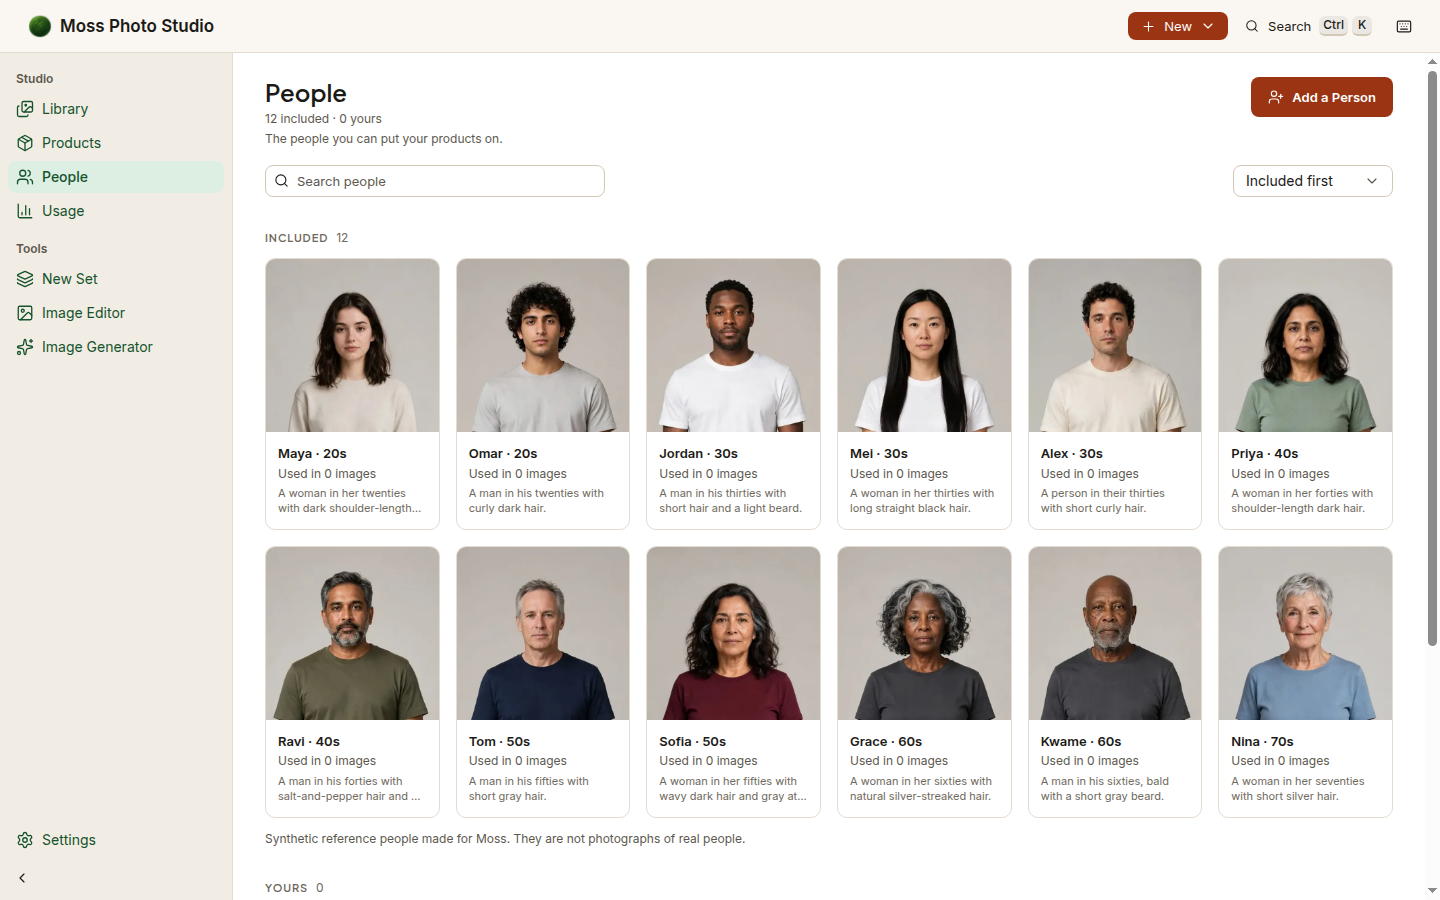 Moss Photo Studio
New
Search Ctrl K
Studio
Library
Products
People
Usage
Tools
New Set
Image Editor
Image Generator
Settings
People
12 included · 0 yours
The people you can put your products on.
Add a Person
Search people
Included first
INCLUDED 12
Maya · 20s
Used in 0 images
A woman in her twenties
with dark shoulder-length...
Omar · 20s
Used in 0 images
A man in his twenties with
curly dark hair.
Jordan · 30s
Used in 0 images
A man in his thirties with
short hair and a light beard.
Mei · 30s
Used in 0 images
A woman in her thirties with
long straight black hair.
Alex · 30s
Used in 0 images
A person in their thirties
with short curly hair.
Priya · 40s
Used in 0 images
A woman in her forties with
shoulder-length dark hair.
Ravi · 40s
Used in 0 images
A man in his forties with
salt-and-pepper hair and ...
Tom · 50s
Used in 0 images
A man in his fifties with
short gray hair.
Sofia · 50s
Used in 0 images
A woman in her fifties with
wavy dark hair and gray at...
Grace · 60s
Used in 0 images
A woman in her sixties with
natural silver-streaked hair.
Kwame · 60s
Used in 0 images
A man in his sixties, bald
with a short gray beard.
Nina · 70s
Used in 0 images
A woman in her seventies
with short silver hair.
Synthetic reference people made for Moss. They are not photographs of real people.
YOURS 0